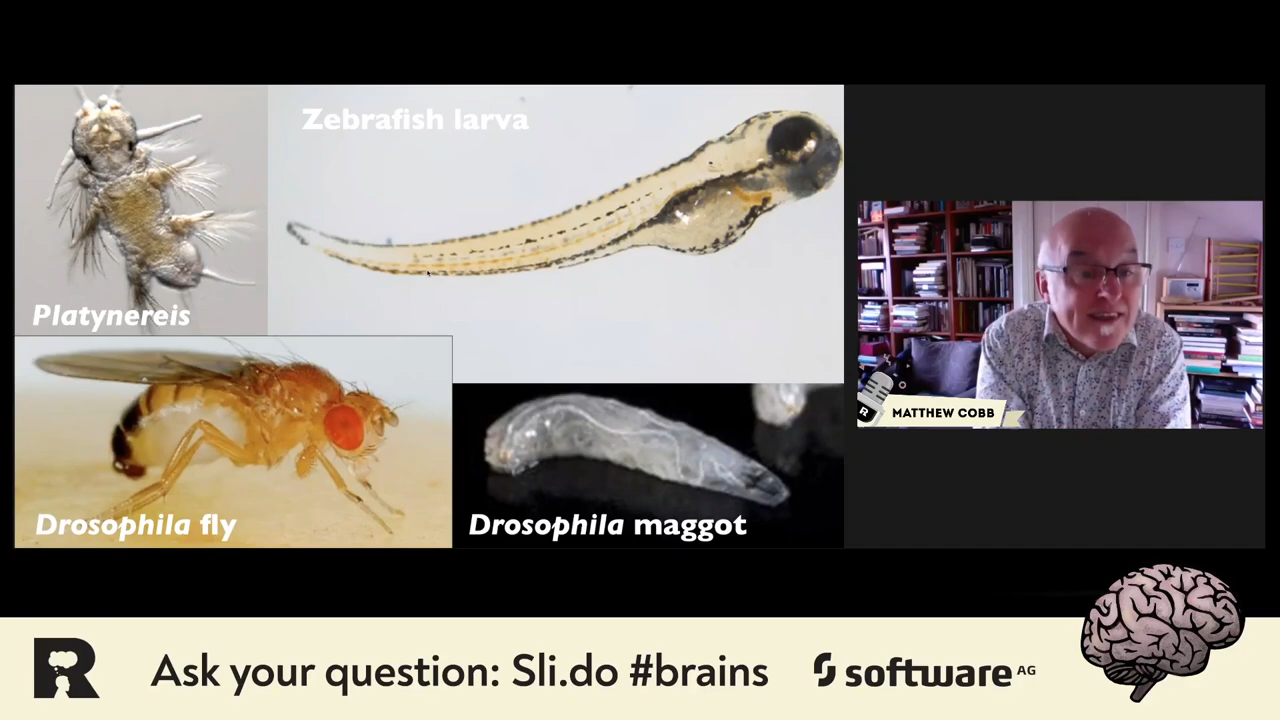 Zebrafish larva
Platynereis
Drosophila fly
Drosophila maggot
MATTHEW COBB
R
Ask your question: Sli.do #brains
software AG